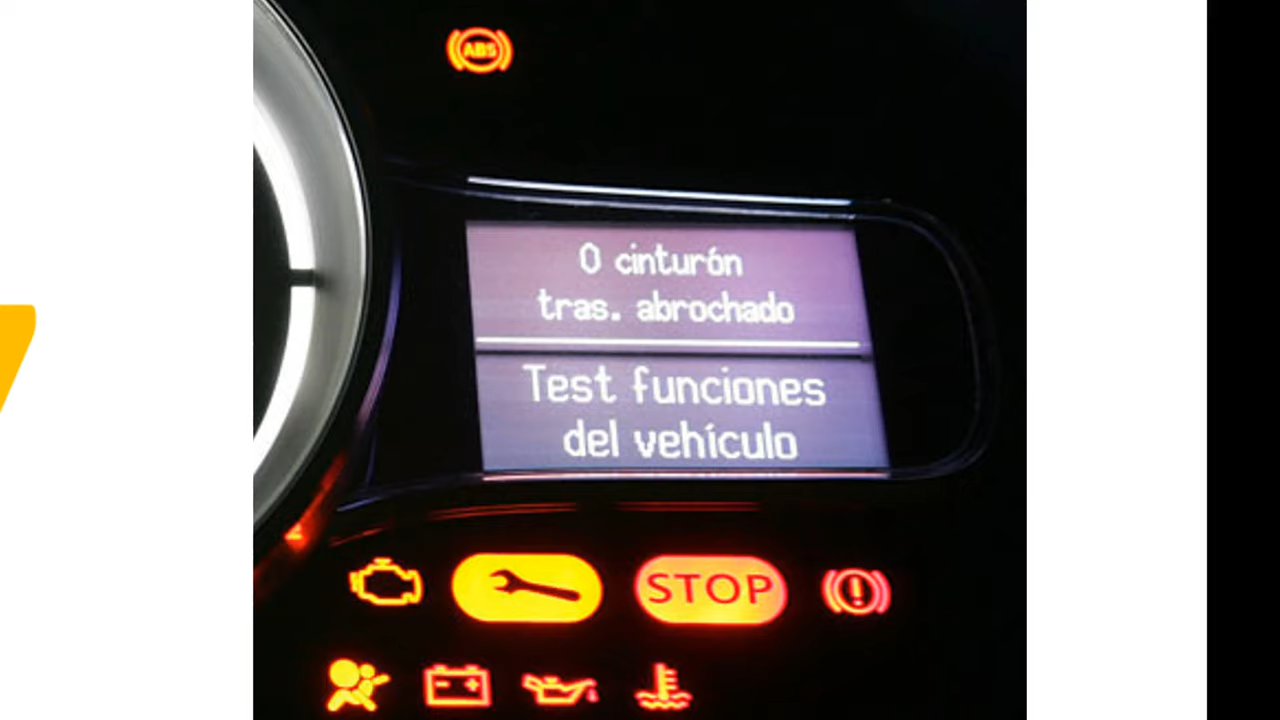 ABS
0 cinturón
tras. abrochado
Test funciones
del vehículo
STOP